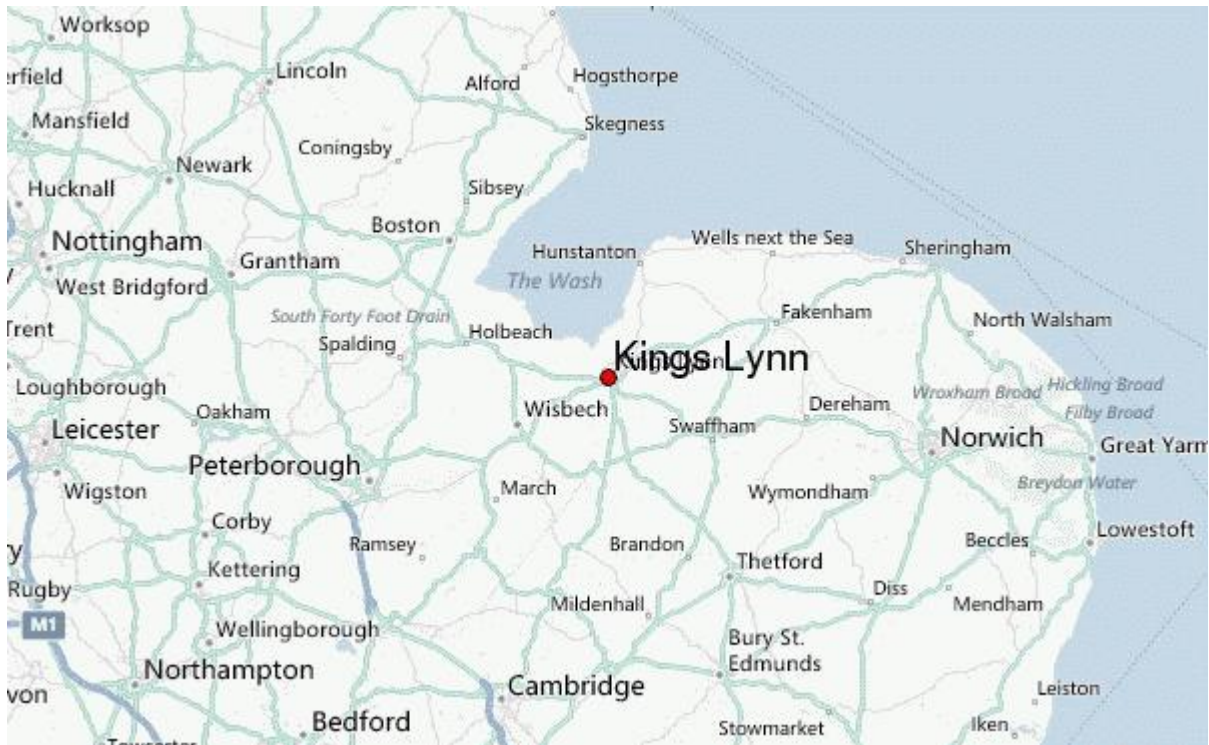 Worksop
Lincoln
Alford
Hogsthorpe
erfield
Mansfield
Skegness
Coningsby
Newark
Hucknall
Sibsey
Boston
Nottingham
Hunstanton
Wells next the Sea
Sheringham
Grantham
The Wash
West Bridgford
South Forty Foot Drain
Fakenham
Trent
Holbeach
North Walsham
Spalding
Kings Lynn
Loughborough
Wroxham Broad
Hickling Broad
Oakham
Wisbech
Dereham
Filby Broad
Leicester
Swaffham
Norwich
Great Yarm
Peterborough
Wigston
March
Wymondham
Breydon Water
Corby
Lowestoft
Ramsey
Brandon
Beccles
ry
Kettering
Thetford
Rugby
Diss
Mildenhall
Mendham
M1
Wellingborough
Bury St.
Edmunds
Northampton
Cambridge
von
Leiston
Bedford
Stowmarket
Iken
Towcester